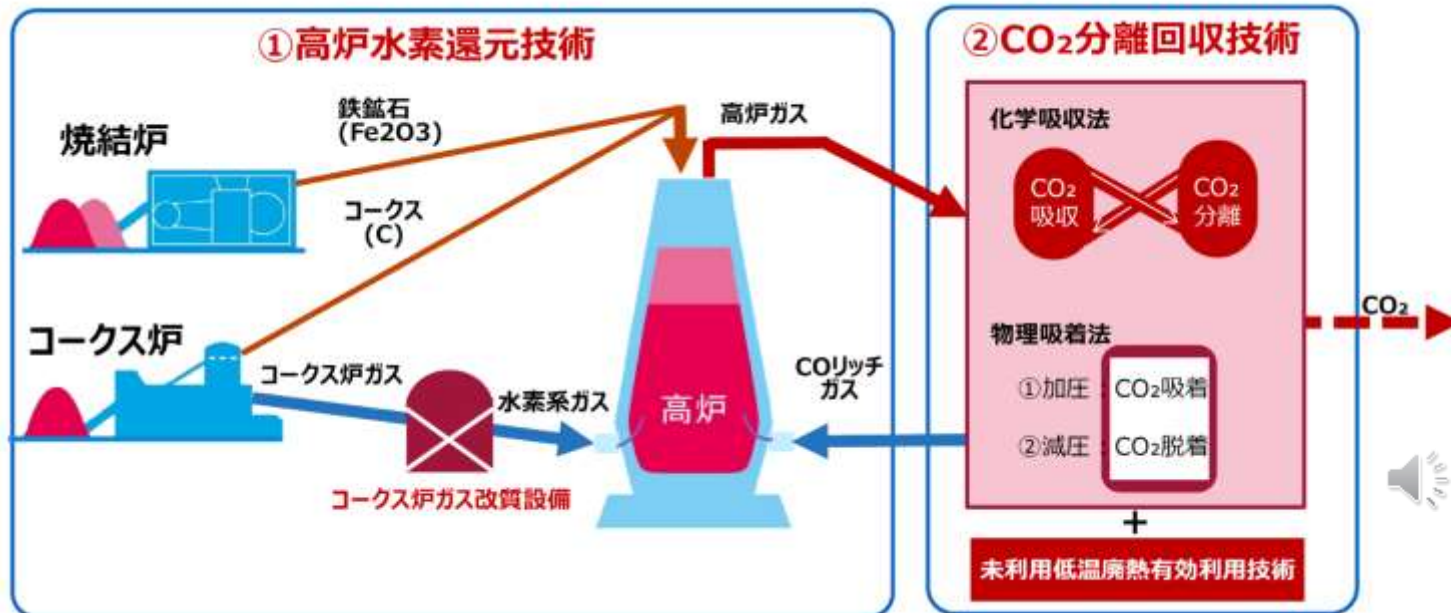 ①高炉水素還元技術
鉄鉱石
(Fe2O3)
焼結炉
コークス
(C)
コークス炉
コークス炉ガス
水素系ガス
コークス炉ガス改質設備
高炉ガス
高炉
COリッチ
ガス
②CO₂分離回収技術
化学吸収法
CO₂
吸収
CO₂
分離
物理吸着法
①加圧：CO₂吸着
②減圧：CO₂脱着
CO₂
+
未利用低温廃熱有効利用技術